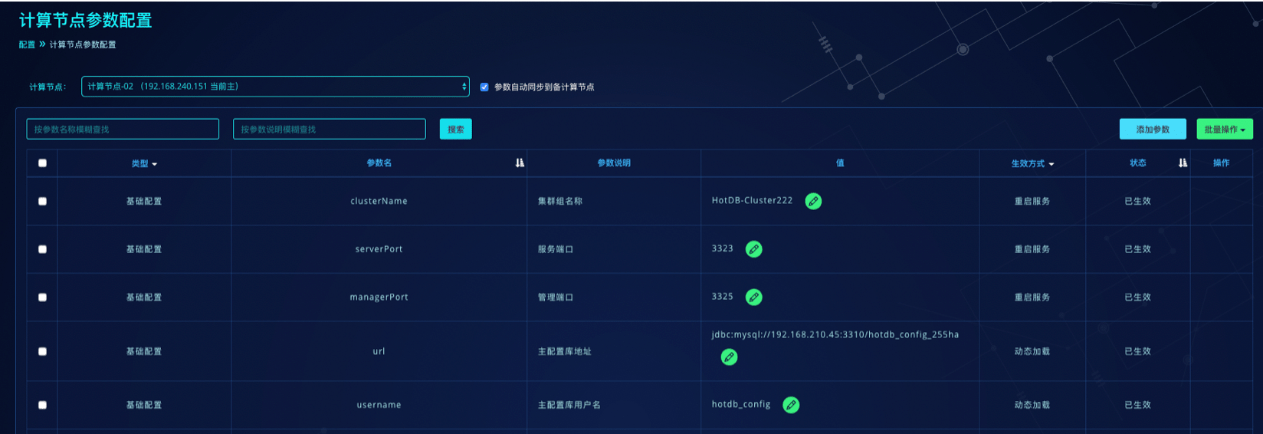 计算节点参数配置
配置 » 计算节点参数配置
计算节点： 计算节点-02 （192.168.240.151 当前主） 参数自动同步到备计算节点
按参数名称模糊查找 按参数说明模糊查找 搜索 添加参数 批量操作
类型 参数名 参数说明 值 生效方式 状态 操作
基础配置 clusterName 集群组名称 HotDB-Cluster222 重启服务 已生效
基础配置 serverPort 服务端口 3323 重启服务 已生效
基础配置 managerPort 管理端口 3325 重启服务 已生效
基础配置 url 主配置库地址 jdbc:mysql://192.168.210.45:3310/hotdb_config_255ha 动态加载 已生效
基础配置 username 主配置库用户名 hotdb_config 动态加载 已生效